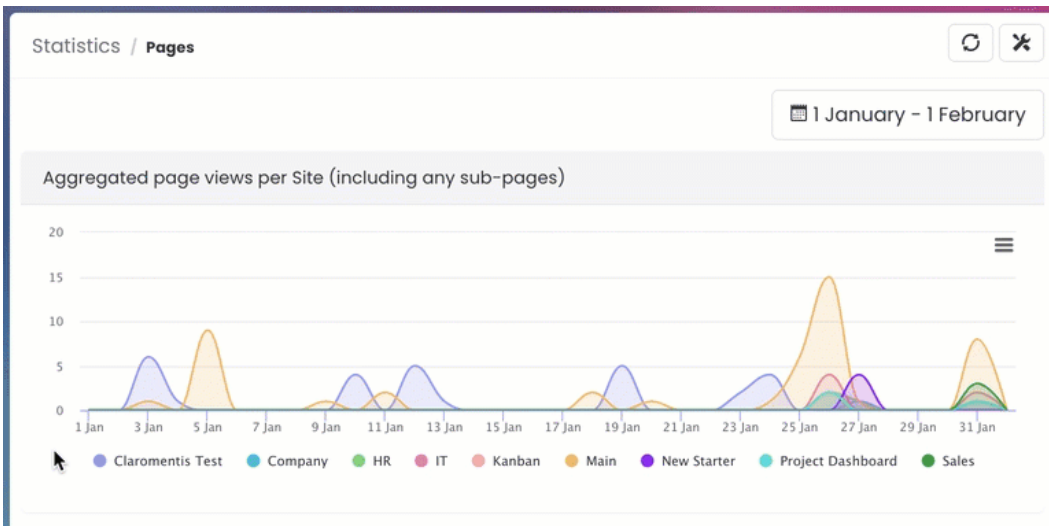 Statistics / Pages
1 January - 1 February
Aggregated page views per Site (including any sub-pages)
20
15
10
5
0
1 Jan 3 Jan 5 Jan 7 Jan 9 Jan 11 Jan 13 Jan 15 Jan 17 Jan 19 Jan 21 Jan 23 Jan 25 Jan 27 Jan 29 Jan 31 Jan
Claromentis Test Company HR IT Kanban Main New Starter Project Dashboard Sales